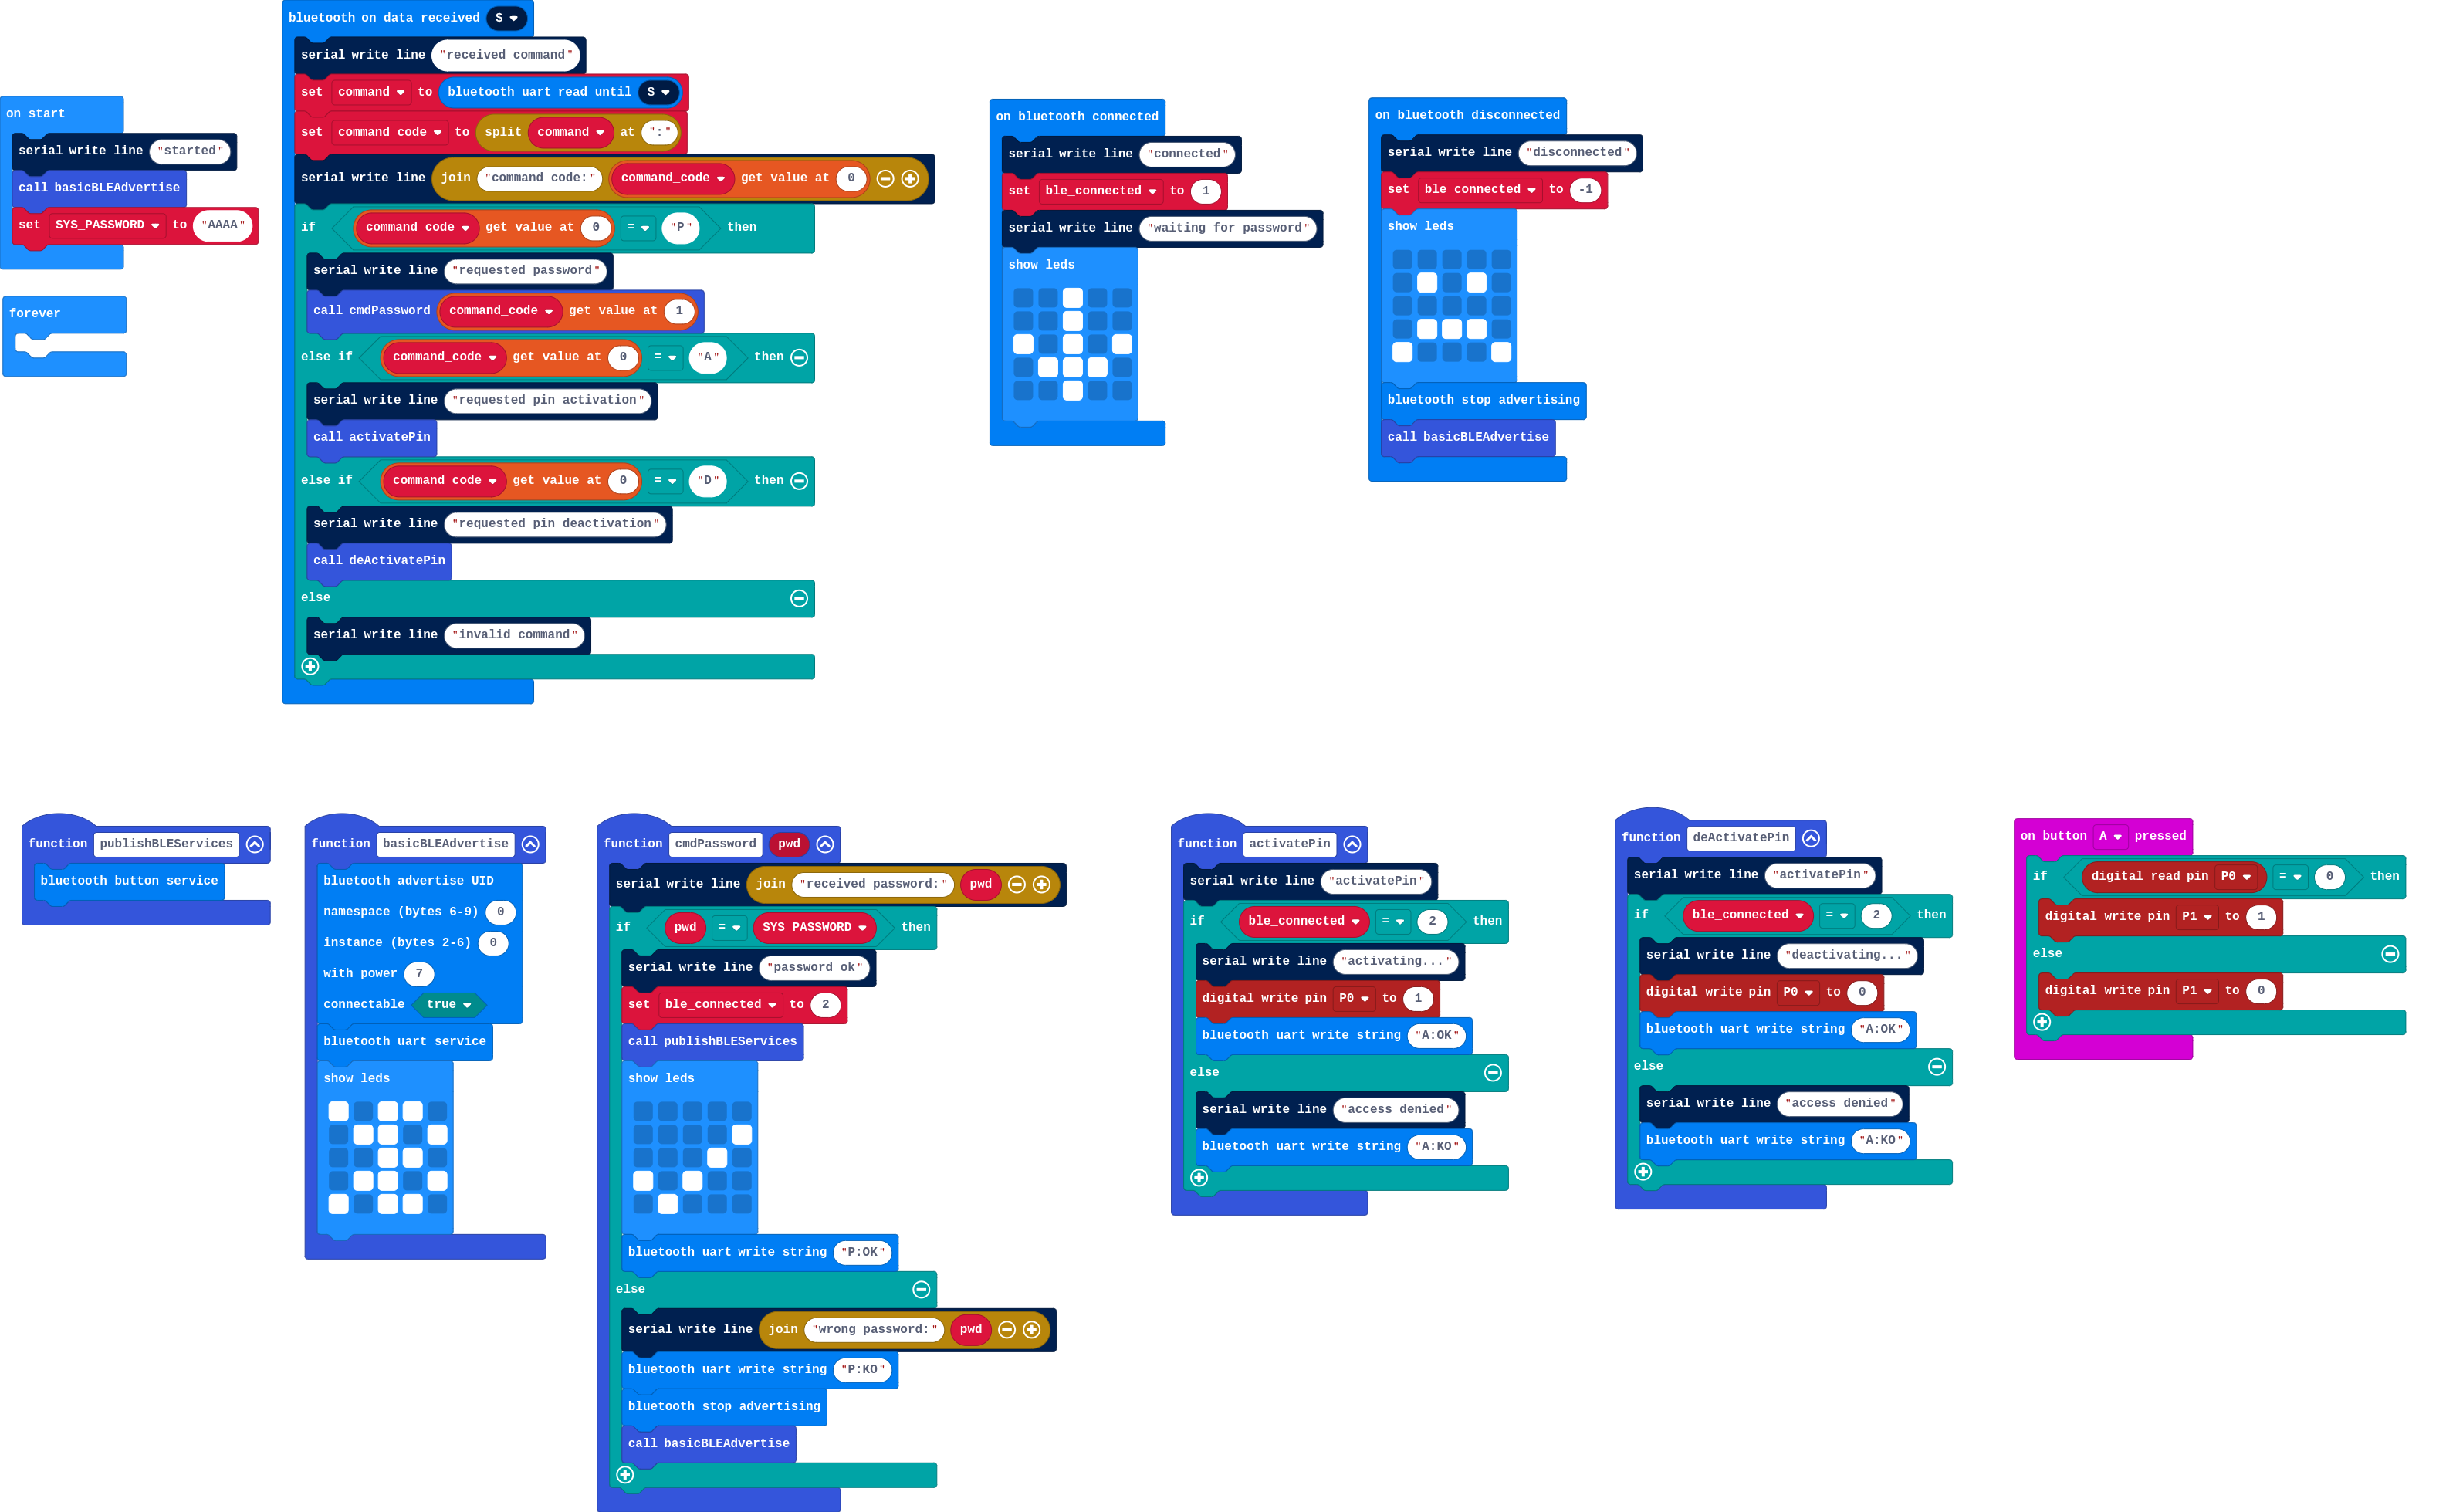 on start
serial write line "started"
call basicBLEAdvertise
set SYS_PASSWORD to "AAAA"
forever
bluetooth on data received $
serial write line "received command"
set command to bluetooth uart read until $
set command_code to split command at ":"
serial write line join "command code:" command_code get value at 0
if command_code get value at 0 = "P" then
serial write line "requested password"
call cmdPassword command_code get value at 1
else if command_code get value at 0 = "A" then
serial write line "requested pin activation"
call activatePin
else if command_code get value at 0 = "D" then
serial write line "requested pin deactivation"
call deActivatePin
else
serial write line "invalid command"
on bluetooth connected
serial write line "connected"
set ble_connected to 1
serial write line "waiting for password"
show leds
on bluetooth disconnected
serial write line "disconnected"
set ble_connected to -1
show leds
bluetooth stop advertising
call basicBLEAdvertise
function publishBLEServices
bluetooth button service
function basicBLEAdvertise
bluetooth advertise UID
namespace (bytes 6-9) 0
instance (bytes 2-6) 0
with power 7
connectable true
bluetooth uart service
show leds
function cmdPassword pwd
serial write line join "received password:" pwd
if pwd = SYS_PASSWORD then
serial write line "password ok"
set ble_connected to 2
call publishBLEServices
show leds
bluetooth uart write string "P:OK"
else
serial write line join "wrong password:" pwd
bluetooth uart write string "P:KO"
bluetooth stop advertising
call basicBLEAdvertise
function activatePin
serial write line "activatePin"
if ble_connected = 2 then
serial write line "activating..."
digital write pin P0 to 1
bluetooth uart write string "A:OK"
else
serial write line "access denied"
bluetooth uart write string "A:KO"
function deActivatePin
serial write line "activatePin"
if ble_connected = 2 then
serial write line "deactivating..."
digital write pin P0 to 0
bluetooth uart write string "A:OK"
else
serial write line "access denied"
bluetooth uart write string "A:KO"
on button A pressed
if digital read pin P0 = 0 then
digital write pin P1 to 1
else
digital write pin P1 to 0